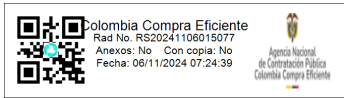 Colombia Compra Eficiente
Rad No. RS20241106015077
Anexos: No Con copia: No
Fecha: 06/11/2024 07:24:39
Agencia Nacional
de Contratación Pública
Colombia Compra Eficiente